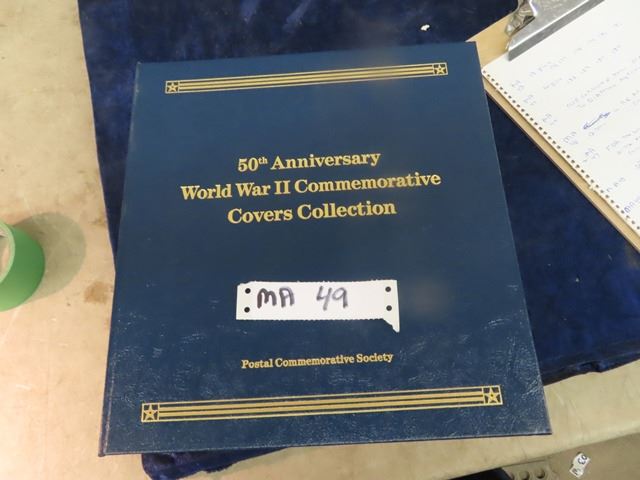 50th Anniversary
World War II Commemorative
Covers Collection
MA 49
Postal Commemorative Society